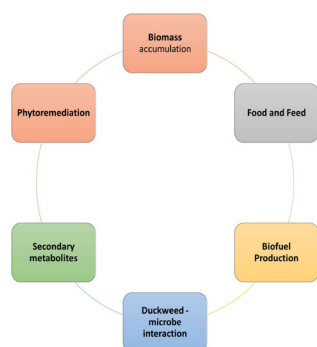 Biomass
accumulation
Phytoremediation
Food and Feed
Secondary
metabolites
Biofuel
Production
Duckweed -
microbe
interaction